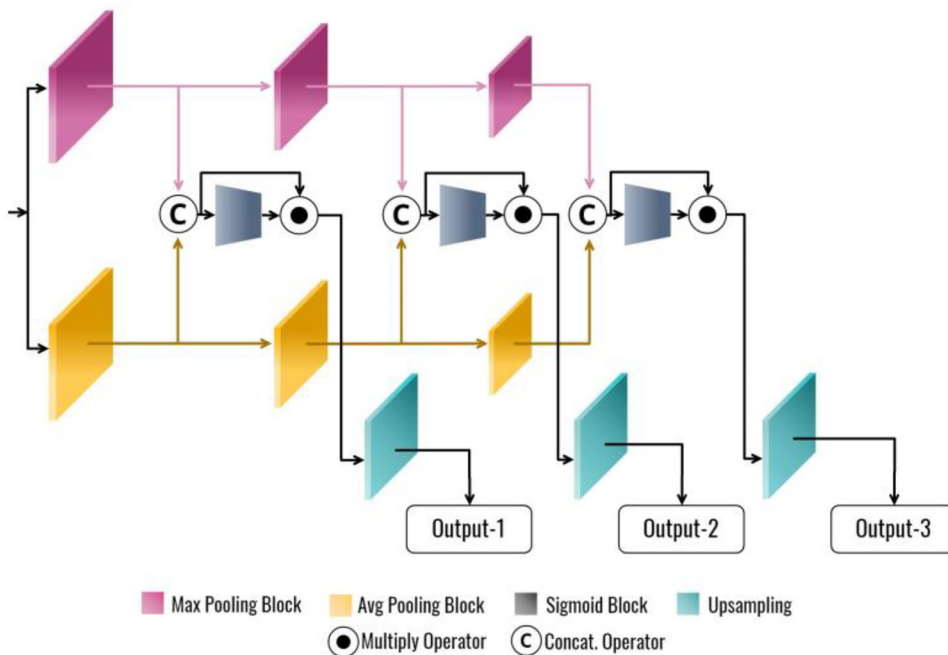 C
C
C
Output-1
Output-2
Output-3
Max Pooling Block
Avg Pooling Block
Sigmoid Block
Upsampling
Multiply Operator
C
Concat. Operator